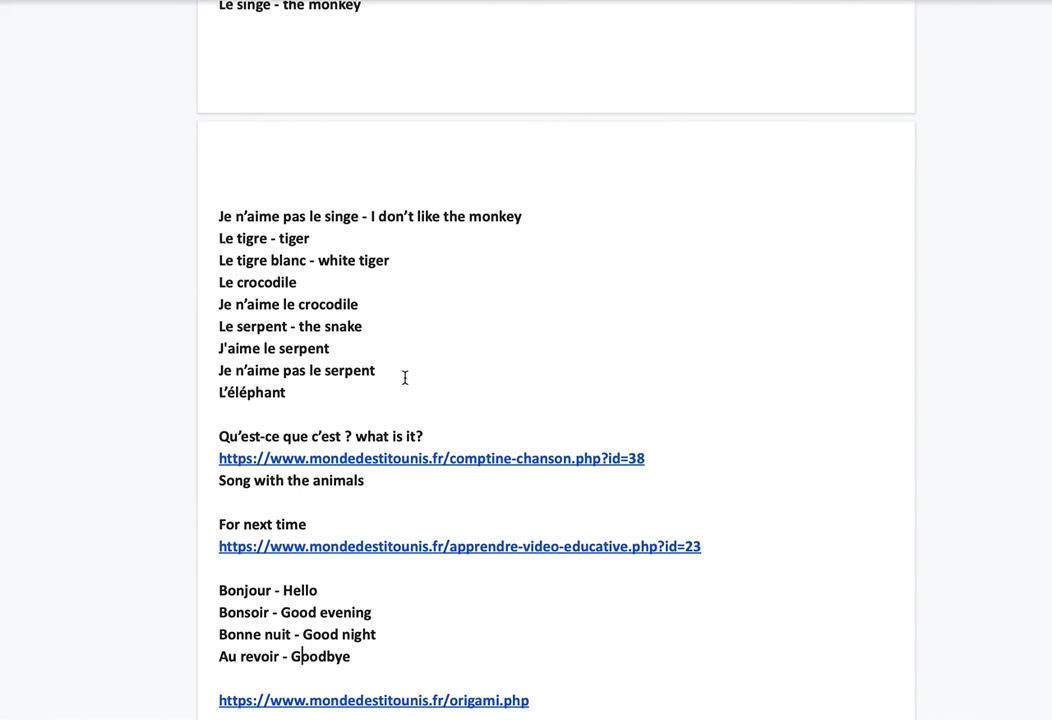 Le singe - the monkey
Je n’aime pas le singe - I don’t like the monkey
Le tigre - tiger
Le tigre blanc - white tiger
Le crocodile
Je n’aime le crocodile
Le serpent - the snake
J'aime le serpent
Je n’aime pas le serpent
L’éléphant
Qu’est-ce que c’est ? what is it?
https://www.mondedestitounis.fr/comptine-chanson.php?id=38
Song with the animals
For next time
https://www.mondedestitounis.fr/apprendre-video-educative.php?id=23
Bonjour - Hello
Bonsoir - Good evening
Bonne nuit - Good night
Au revoir - Goodbye
https://www.mondedestitounis.fr/origami.php